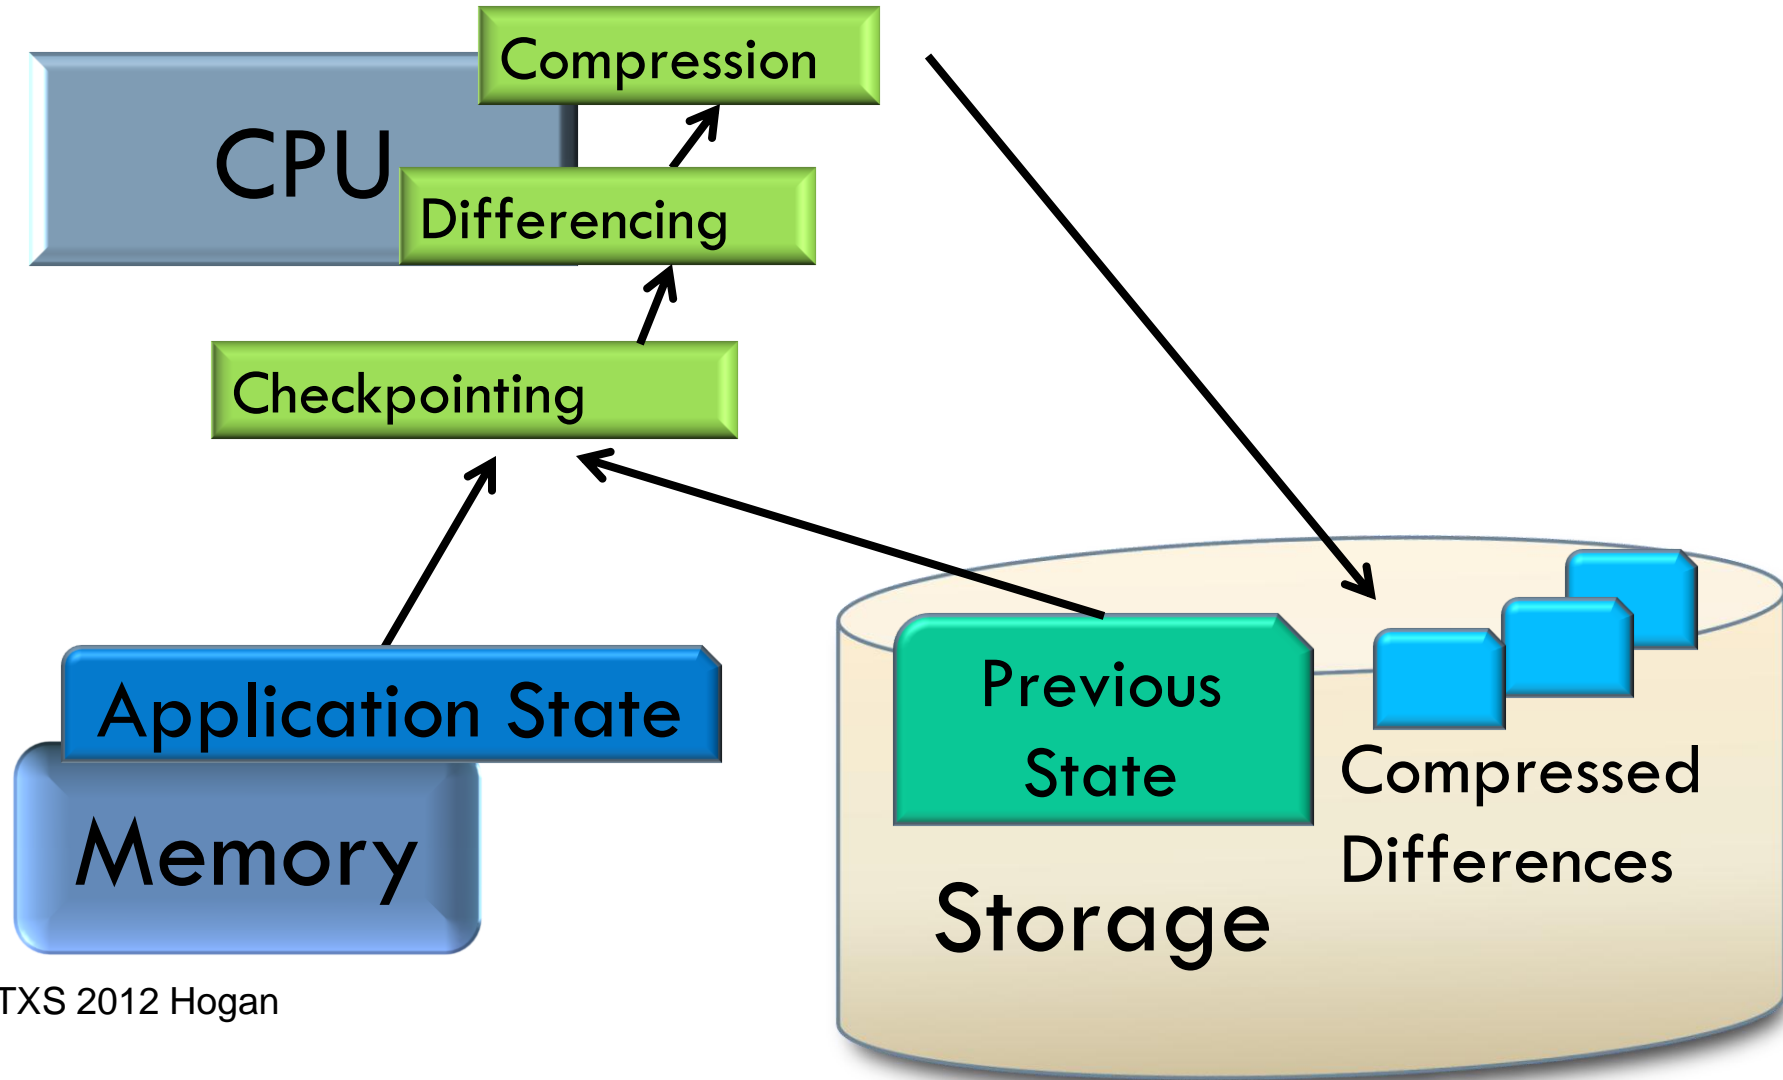 Compression
CPU
Differencing
Checkpointing
Application State
Memory
Previous
State
Compressed
Differences
Storage
TXS 2012 Hogan